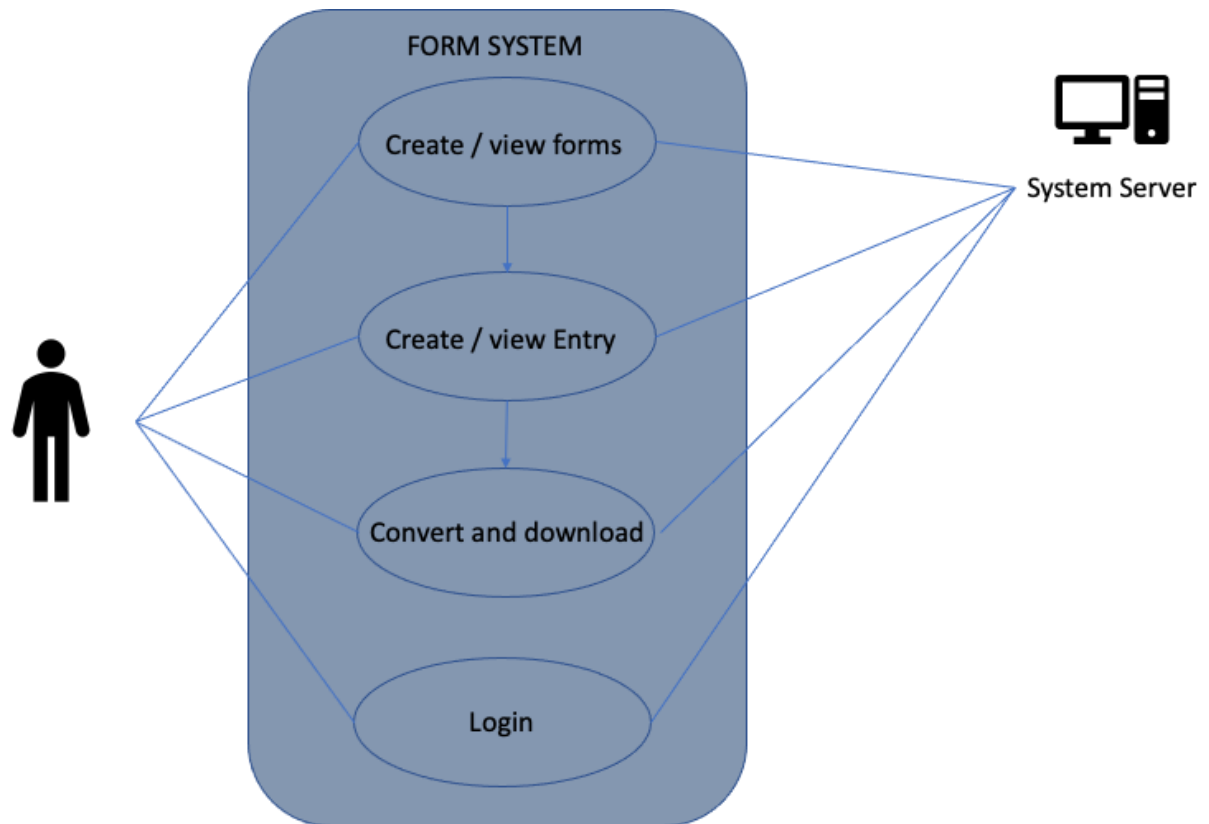 FORM SYSTEM
Create / view forms
System Server
Create / view Entry
Convert and download
Login